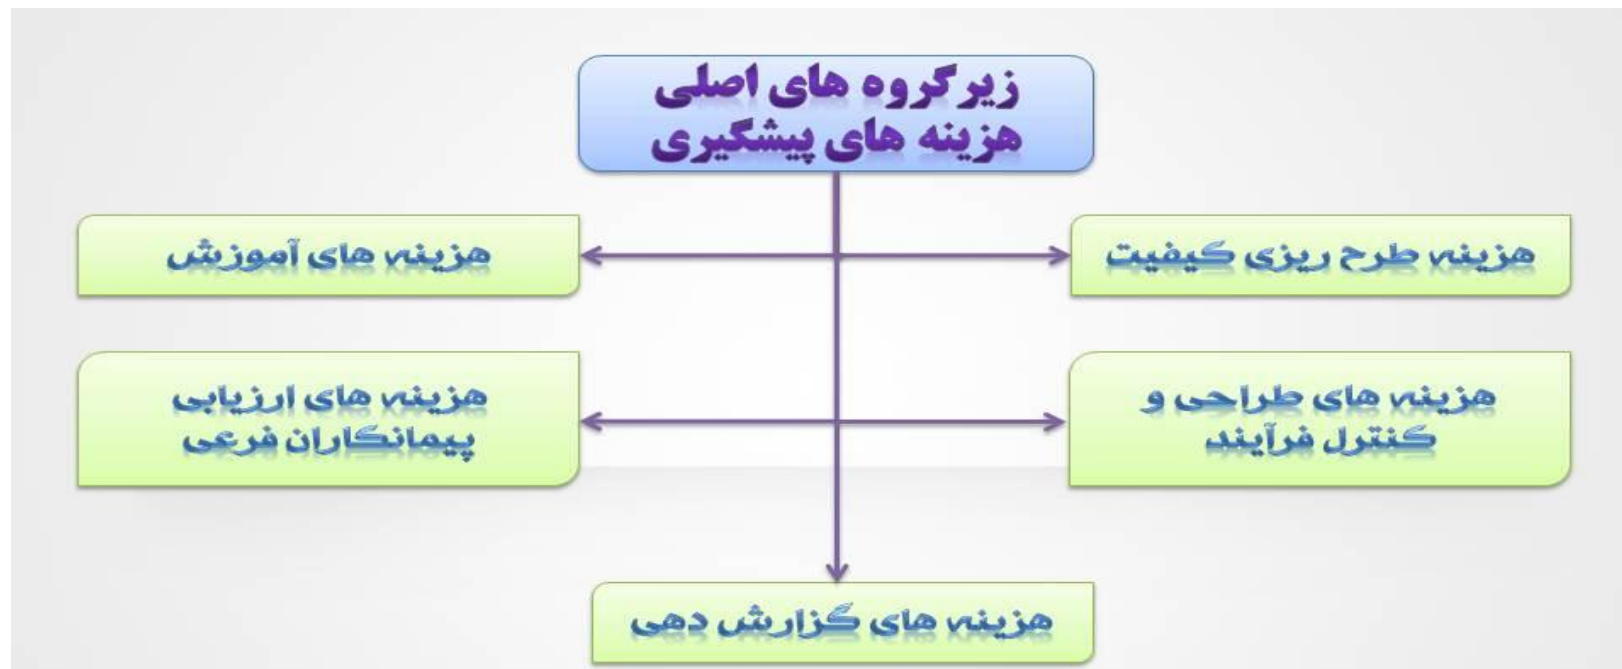 زیرگروه های اصلی
هزینه های پیشگیری
هزینه طرح ریزی کیفیت
هزینه های آموزش
هزینه های طراحی و
کنترل فرآیند
هزینه های ارزیابی
پیمانکاران فرعی
هزینه های گزارش دهی